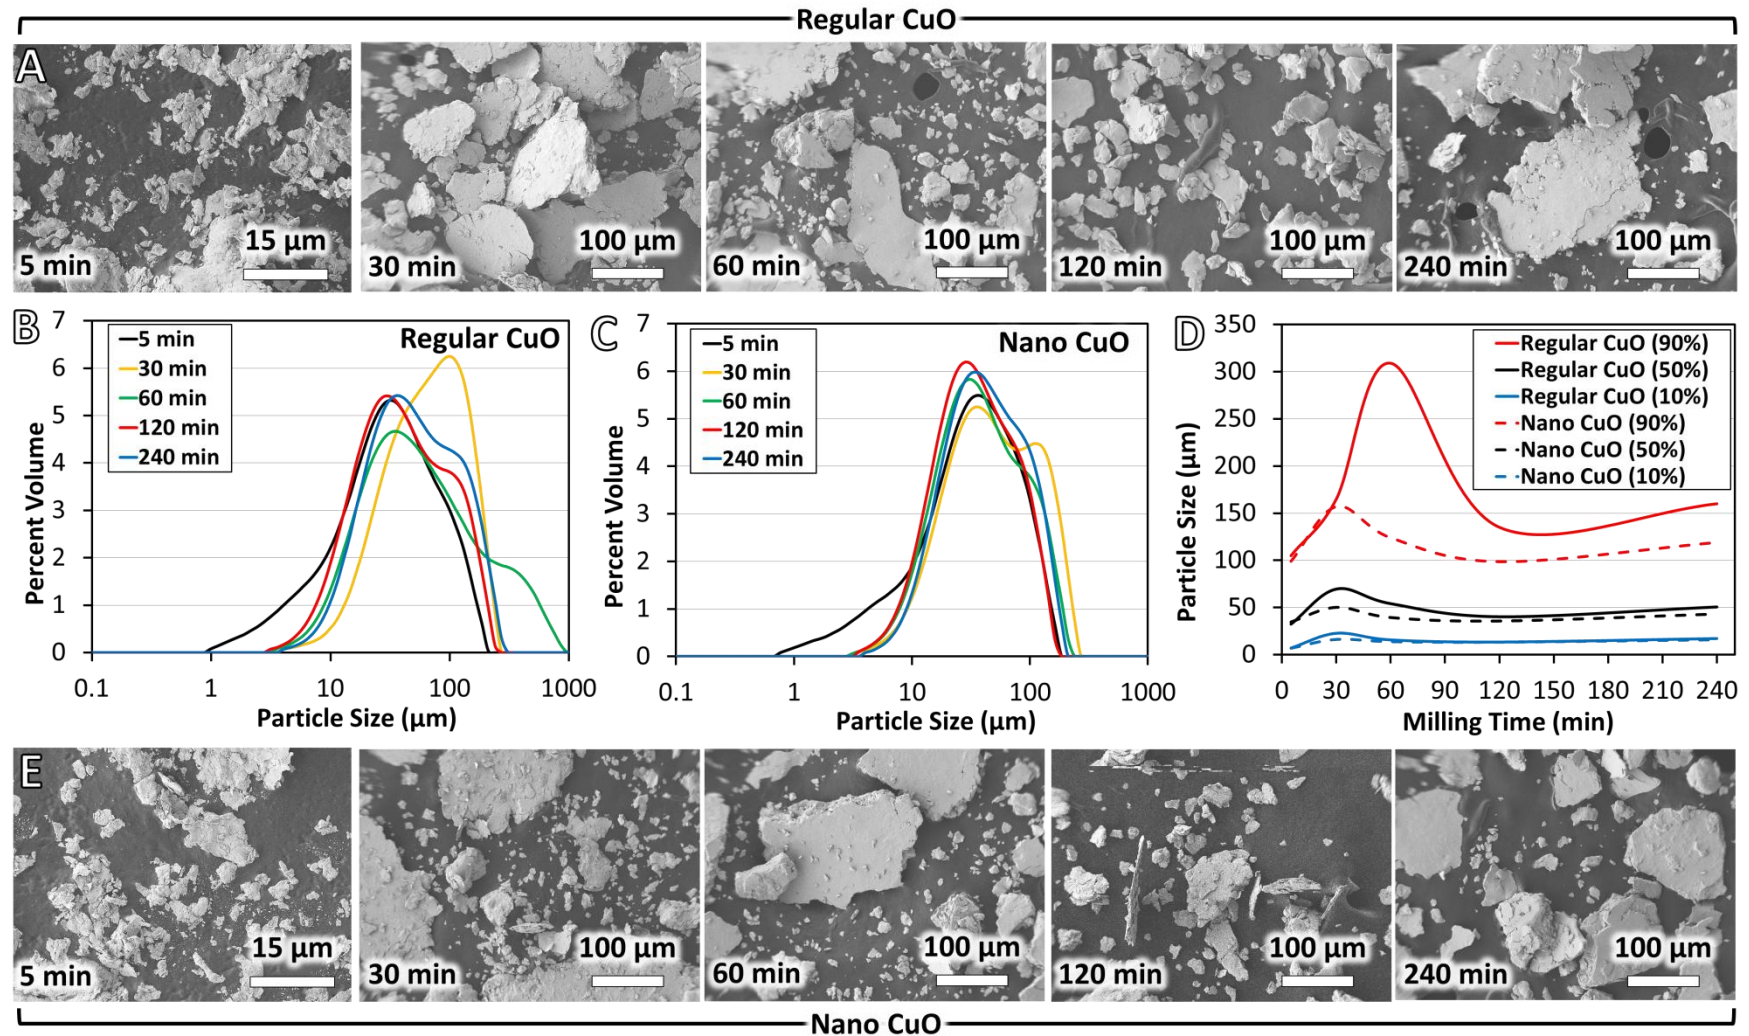 Regular CuO
A
5 min
15 µm
30 min
100 µm
60 min
100 µm
120 min
100 µm
240 min
100 µm
B
Regular CuO
5 min
30 min
60 min
120 min
240 min
Percent Volume
7
6
5
4
3
2
1
0
0.1 1 10 100 1000
Particle Size (µm)
C
Nano CuO
5 min
30 min
60 min
120 min
240 min
Percent Volume
7
6
5
4
3
2
1
0
0.1 1 10 100 1000
Particle Size (µm)
D
Regular CuO (90%)
Regular CuO (50%)
Regular CuO (10%)
Nano CuO (90%)
Nano CuO (50%)
Nano CuO (10%)
Particle Size (µm)
350
300
250
200
150
100
50
0
0 30 60 90 120 150 180 210 240
Milling Time (min)
E
5 min
15 µm
30 min
100 µm
60 min
100 µm
120 min
100 µm
240 min
100 µm
Nano CuO